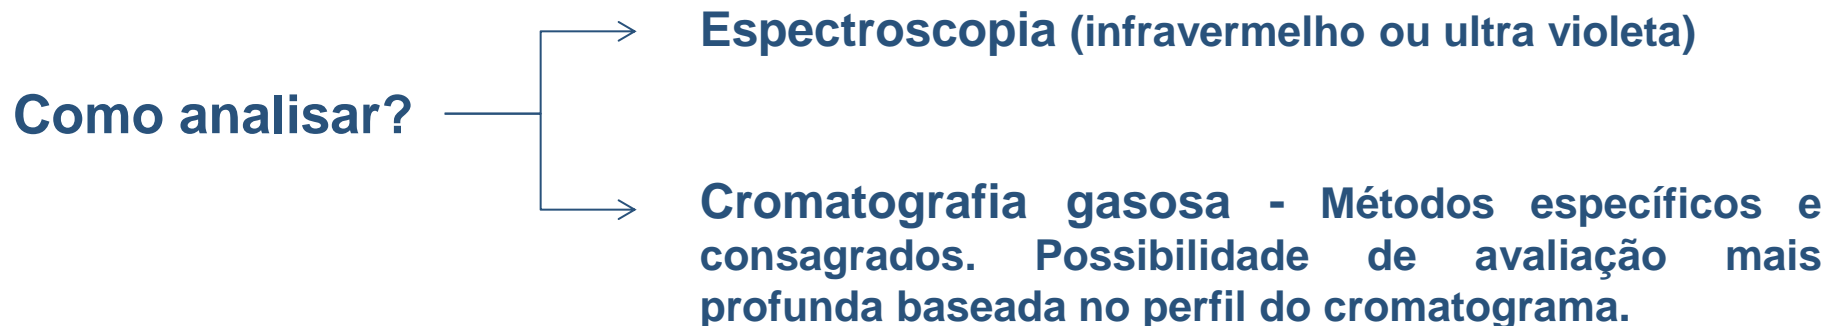 Espectroscopia (infravermelho ou ultra violeta)
Como analisar?
Cromatografia gasosa - Métodos específicos e
consagrados. Possibilidade de avaliação mais
profunda baseada no perfil do cromatograma.